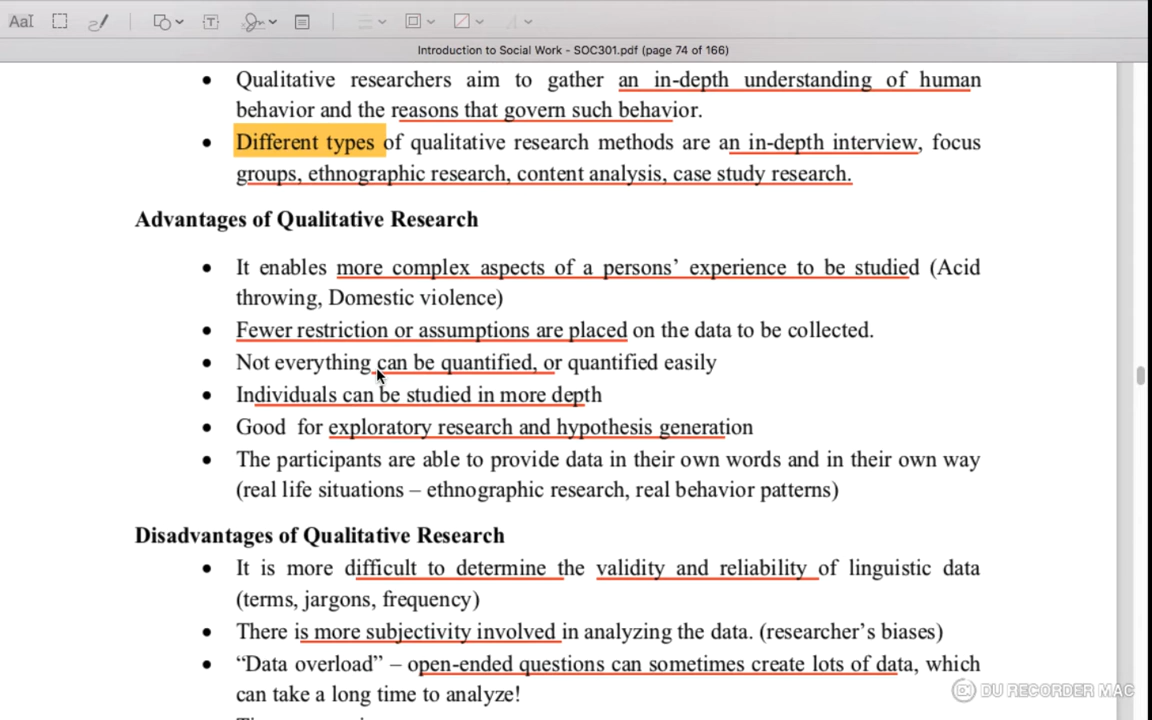 AaI
T
A
Introduction to Social Work - SOC301.pdf (page 74 of 166)
• Qualitative researchers aim to gather an in-depth understanding of human
behavior and the reasons that govern such behavior.
• Different types of qualitative research methods are an in-depth interview, focus
groups, ethnographic research, content analysis, case study research.
Advantages of Qualitative Research
• It enables more complex aspects of a persons’ experience to be studied (Acid
throwing, Domestic violence)
• Fewer restriction or assumptions are placed on the data to be collected.
• Not everything can be quantified, or quantified easily
• Individuals can be studied in more depth
• Good for exploratory research and hypothesis generation
• The participants are able to provide data in their own words and in their own way
(real life situations – ethnographic research, real behavior patterns)
Disadvantages of Qualitative Research
• It is more difficult to determine the validity and reliability of linguistic data
(terms, jargons, frequency)
• There is more subjectivity involved in analyzing the data. (researcher’s biases)
• “Data overload” – open-ended questions can sometimes create lots of data, which
can take a long time to analyze!
DU RECORDER MAC